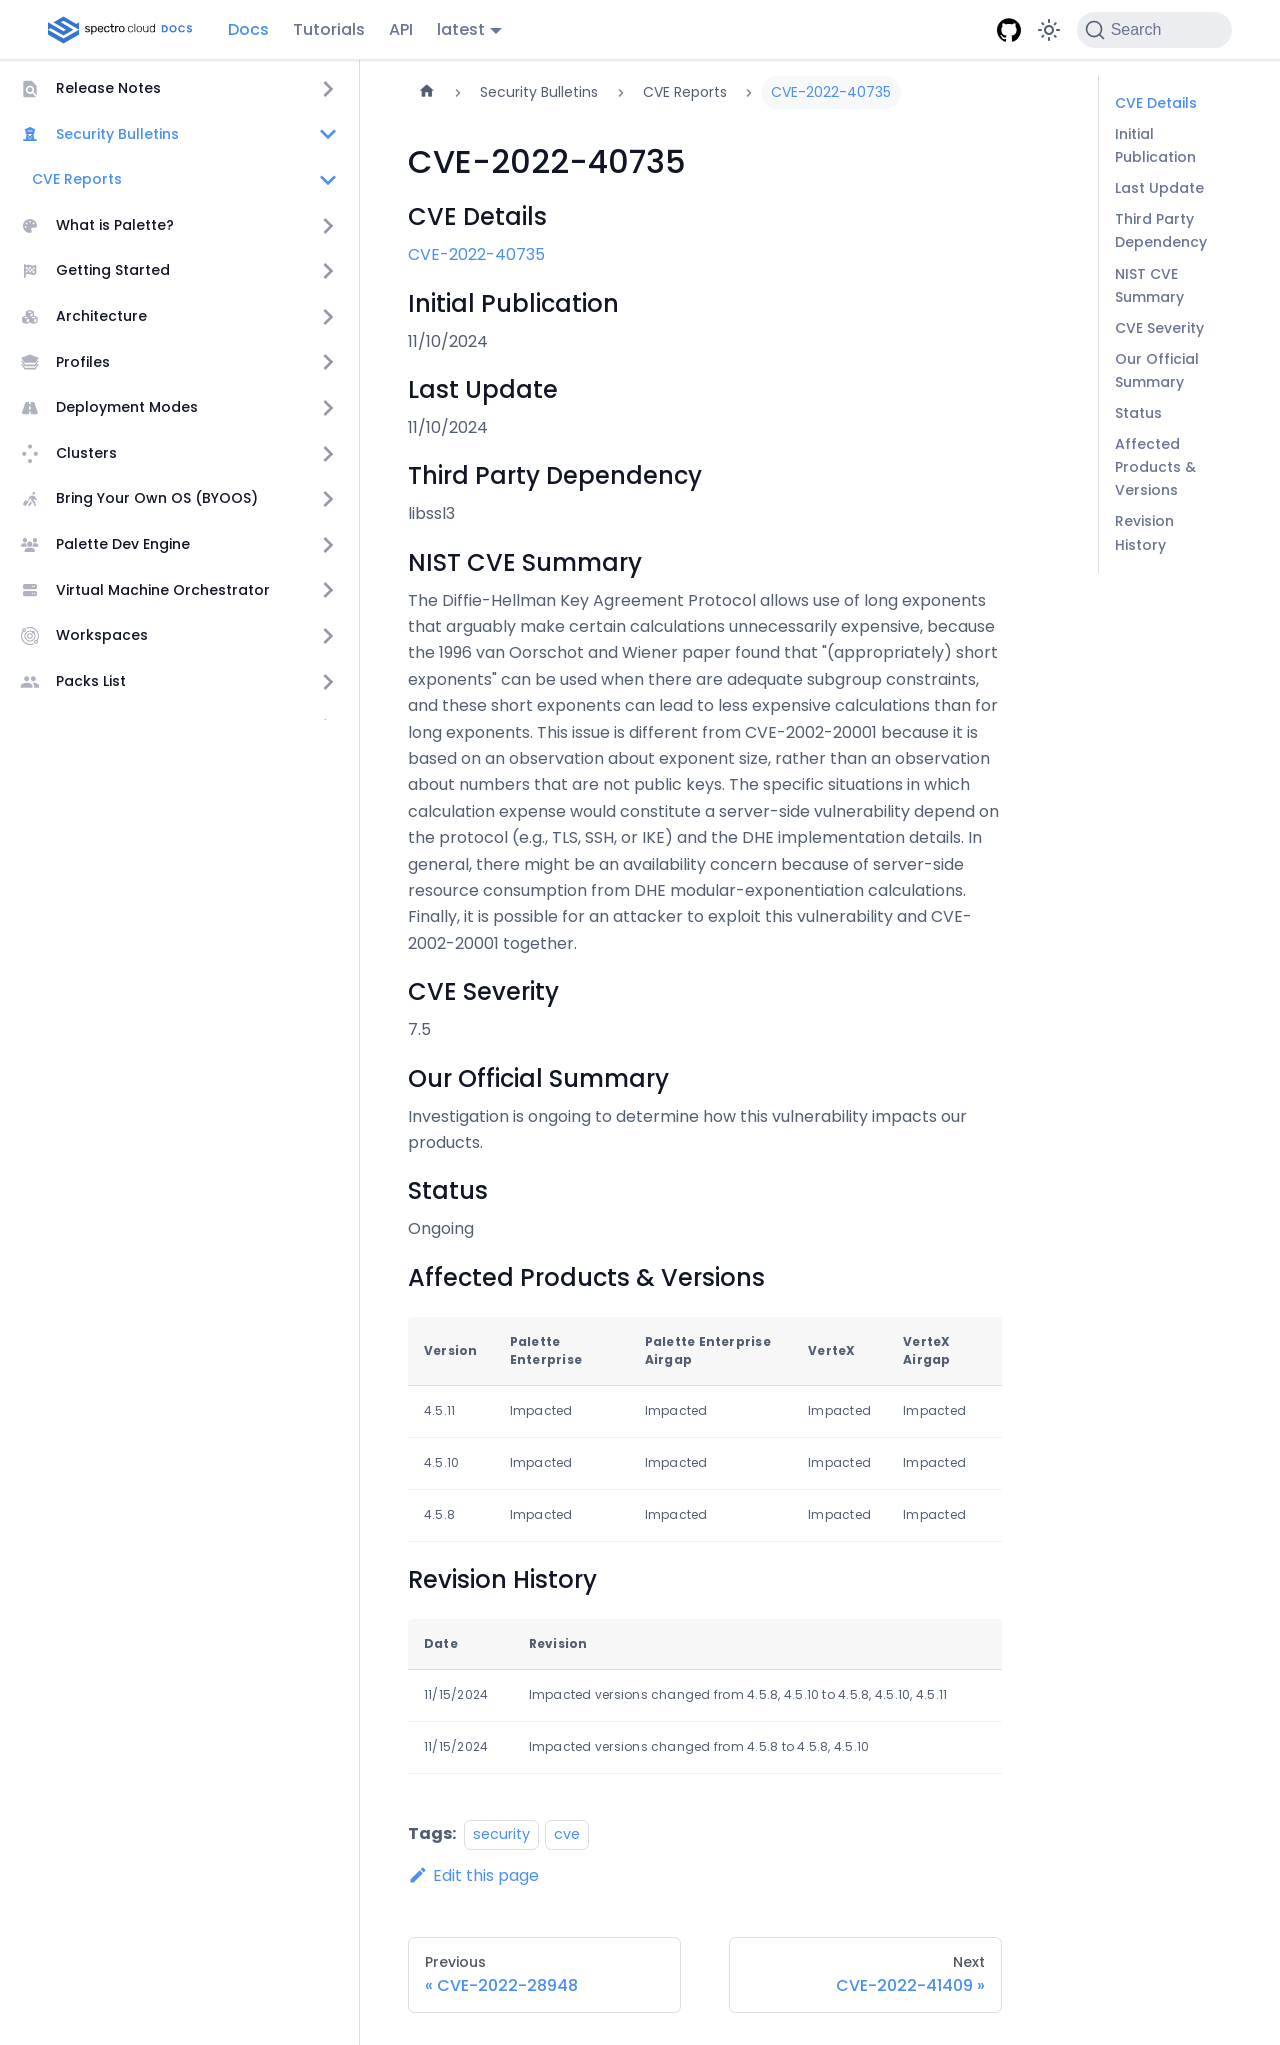 spectro cloud DOCS Docs Tutorials API latest Search
Release Notes
Security Bulletins
CVE Reports
What is Palette?
Getting Started
Architecture
Profiles
Deployment Modes
Clusters
Bring Your Own OS (BYOOS)
Palette Dev Engine
Virtual Machine Orchestrator
Workspaces
Packs List
Security Bulletins CVE Reports CVE-2022-40735
CVE-2022-40735
CVE Details
CVE-2022-40735
Initial Publication
11/10/2024
Last Update
11/10/2024
Third Party Dependency
libssl3
NIST CVE Summary
The Diffie-Hellman Key Agreement Protocol allows use of long exponents
that arguably make certain calculations unnecessarily expensive, because
the 1996 van Oorschot and Wiener paper found that "(appropriately) short
exponents" can be used when there are adequate subgroup constraints,
and these short exponents can lead to less expensive calculations than for
long exponents. This issue is different from CVE-2002-20001 because it is
based on an observation about exponent size, rather than an observation
about numbers that are not public keys. The specific situations in which
calculation expense would constitute a server-side vulnerability depend on
the protocol (e.g., TLS, SSH, or IKE) and the DHE implementation details. In
general, there might be an availability concern because of server-side
resource consumption from DHE modular-exponentiation calculations.
Finally, it is possible for an attacker to exploit this vulnerability and CVE-
2002-20001 together.
CVE Severity
7.5
Our Official Summary
Investigation is ongoing to determine how this vulnerability impacts our
products.
Status
Ongoing
Affected Products & Versions
Version Palette Enterprise Palette Enterprise Airgap VerteX VerteX Airgap
4.5.11 Impacted Impacted Impacted Impacted
4.5.10 Impacted Impacted Impacted Impacted
4.5.8 Impacted Impacted Impacted Impacted
Revision History
Date Revision
11/15/2024 Impacted versions changed from 4.5.8, 4.5.10 to 4.5.8, 4.5.10, 4.5.11
11/15/2024 Impacted versions changed from 4.5.8 to 4.5.8, 4.5.10
Tags: security cve
Edit this page
Previous
« CVE-2022-28948
Next
CVE-2022-41409 »
CVE Details
Initial
Publication
Last Update
Third Party
Dependency
NIST CVE
Summary
CVE Severity
Our Official
Summary
Status
Affected
Products &
Versions
Revision
History